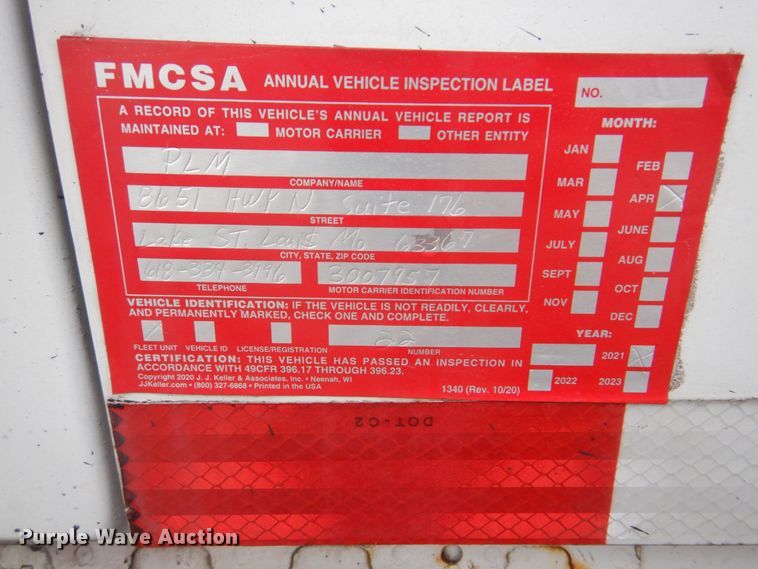 FMCSA ANNUAL VEHICLE INSPECTION LABEL
NO.
A RECORD OF THIS VEHICLE'S ANNUAL VEHICLE REPORT IS
MAINTAINED AT: MOTOR CARRIER OTHER ENTITY
PLM
COMPANY/NAME
8651 HWY N Suite 176
STREET
Lake ST. Louis Mo 63367
CITY, STATE, ZIP CODE
618-334-3196 3007957
TELEPHONE MOTOR CARRIER IDENTIFICATION NUMBER
VEHICLE IDENTIFICATION: IF THE VEHICLE IS NOT READILY, CLEARLY,
AND PERMANENTLY MARKED, CHECK ONE AND COMPLETE.
22
FLEET UNIT VEHICLE ID LICENSE/REGISTRATION NUMBER
CERTIFICATION: THIS VEHICLE HAS PASSED AN INSPECTION IN
ACCORDANCE WITH 49CFR 396.17 THROUGH 396.23.
Copyright 2020 J. J. Keller & Associates, Inc. • Neenah, WI
JJKeller.com • (800) 327-6868 • Printed in the USA
1340 (Rev. 10/20)
MONTH:
JAN FEB
MAR APR
MAY JUNE
JULY AUG
SEPT OCT
NOV DEC
YEAR:
2021
2022 2023
DOT-C2
Purple Wave Auction